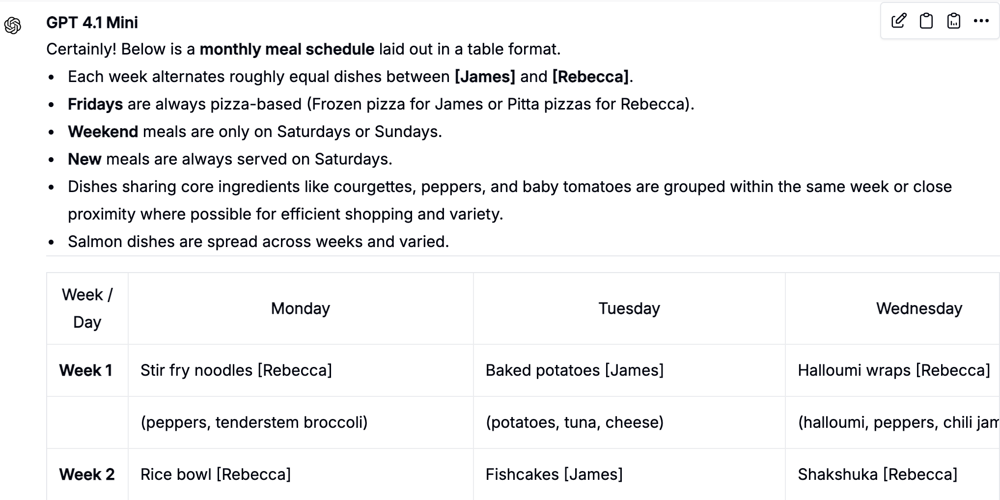 GPT 4.1 Mini
Certainly! Below is a monthly meal schedule laid out in a table format.
• Each week alternates roughly equal dishes between [James] and [Rebecca].
• Fridays are always pizza-based (Frozen pizza for James or Pitta pizzas for Rebecca).
• Weekend meals are only on Saturdays or Sundays.
• New meals are always served on Saturdays.
• Dishes sharing core ingredients like courgettes, peppers, and baby tomatoes are grouped within the same week or close
proximity where possible for efficient shopping and variety.
• Salmon dishes are spread across weeks and varied.
Week /
Day
Monday
Tuesday
Wednesday
Week 1
Stir fry noodles [Rebecca]
Baked potatoes [James]
Halloumi wraps [Rebecca]
(peppers, tenderstem broccoli)
(potatoes, tuna, cheese)
(halloumi, peppers, chili jam
Week 2
Rice bowl [Rebecca]
Fishcakes [James]
Shakshuka [Rebecca]